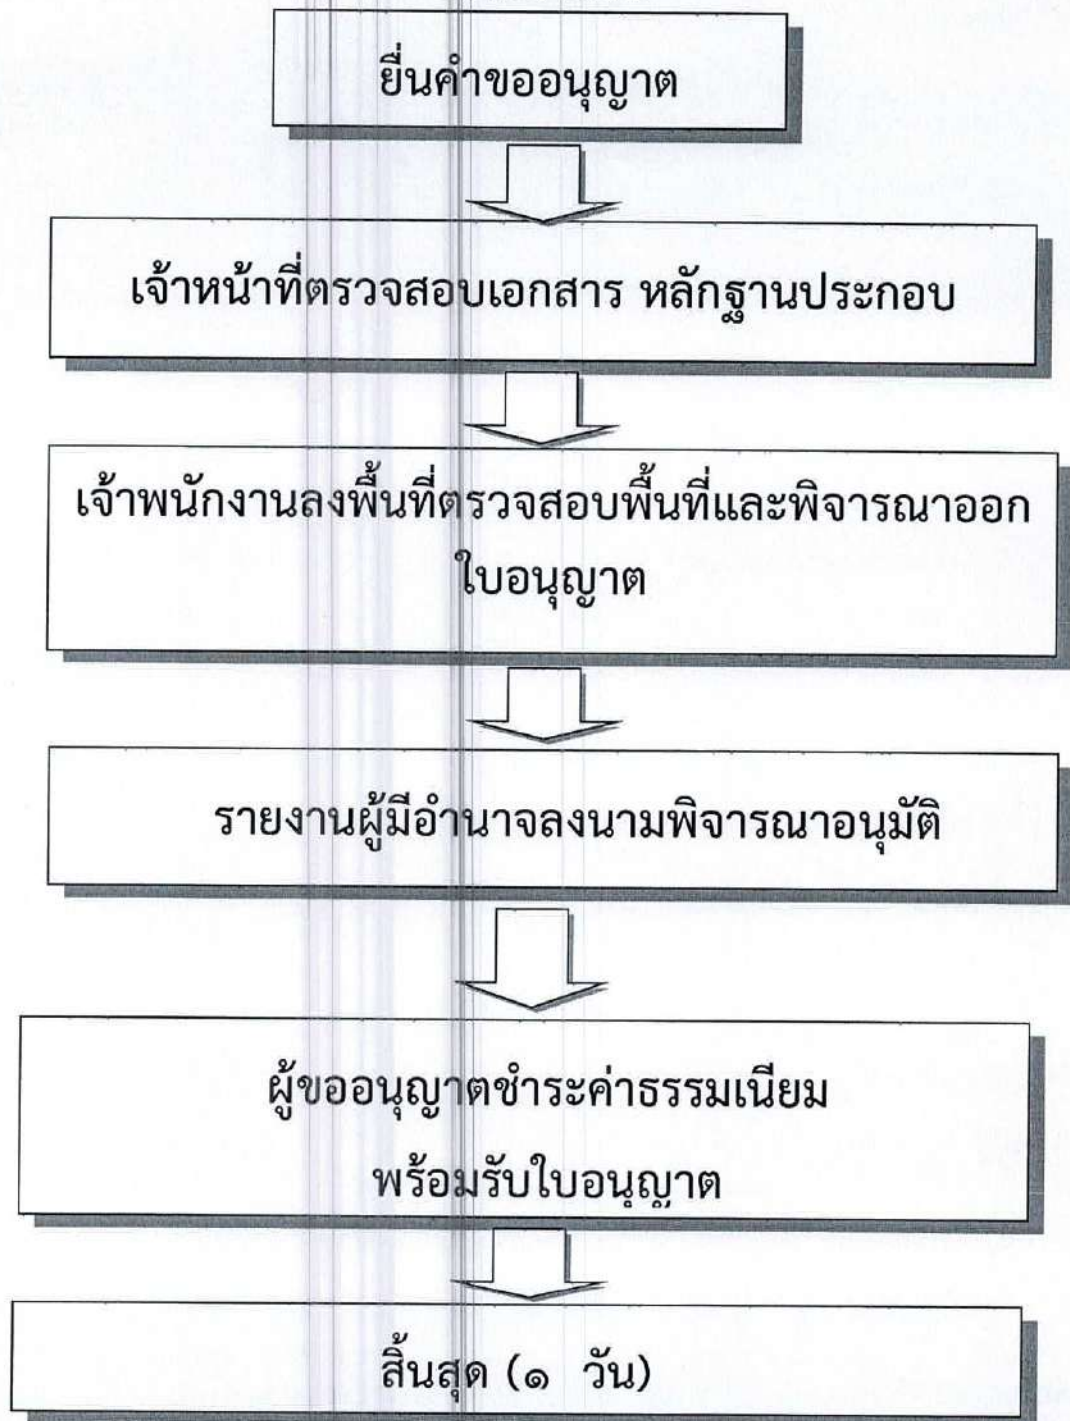 ยื่นคำขออนุญาต
เจ้าหน้าที่ตรวจสอบเอกสาร หลักฐานประกอบ
เจ้าพนักงานลงพื้นที่ตรวจสอบพื้นที่และพิจารณาออก
ใบอนุญาต
รายงานผู้มีอำนาจลงนามพิจารณาอนุมัติ
ผู้ขออนุญาตชำระค่าธรรมเนียม
พร้อมรับใบอนุญาต
สิ้นสุด (๑ วัน)